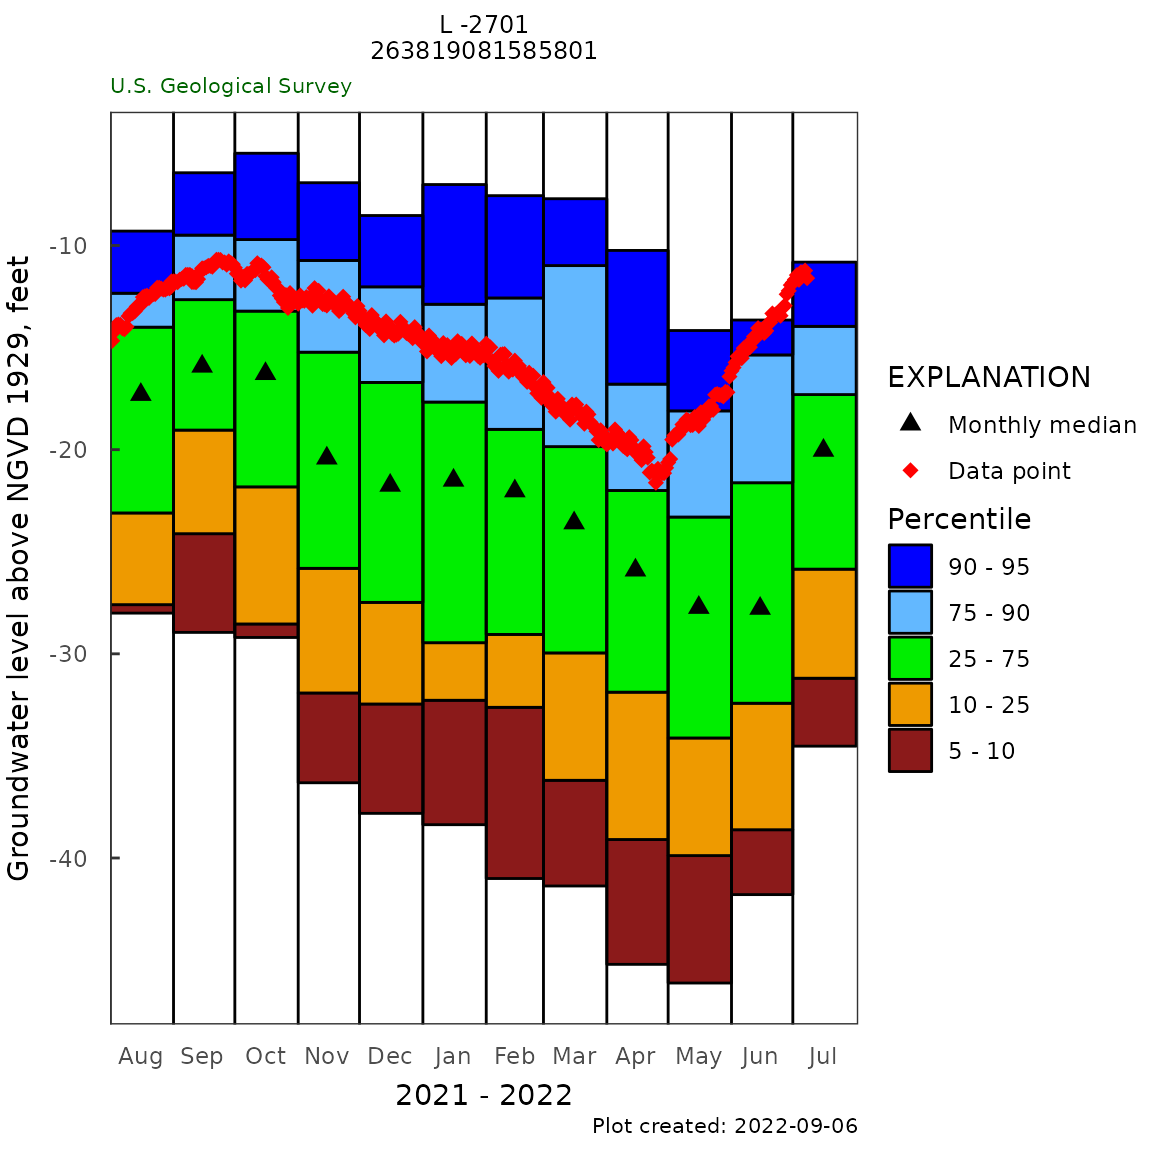 L -2701
263819081585801
U.S. Geological Survey
Groundwater level above NGVD 1929, feet
-10
-20
-30
-40
Aug Sep Oct Nov Dec Jan Feb Mar Apr May Jun Jul
2021 - 2022
Plot created: 2022-09-06
EXPLANATION
Monthly median
Data point
Percentile
90 - 95
75 - 90
25 - 75
10 - 25
5 - 10